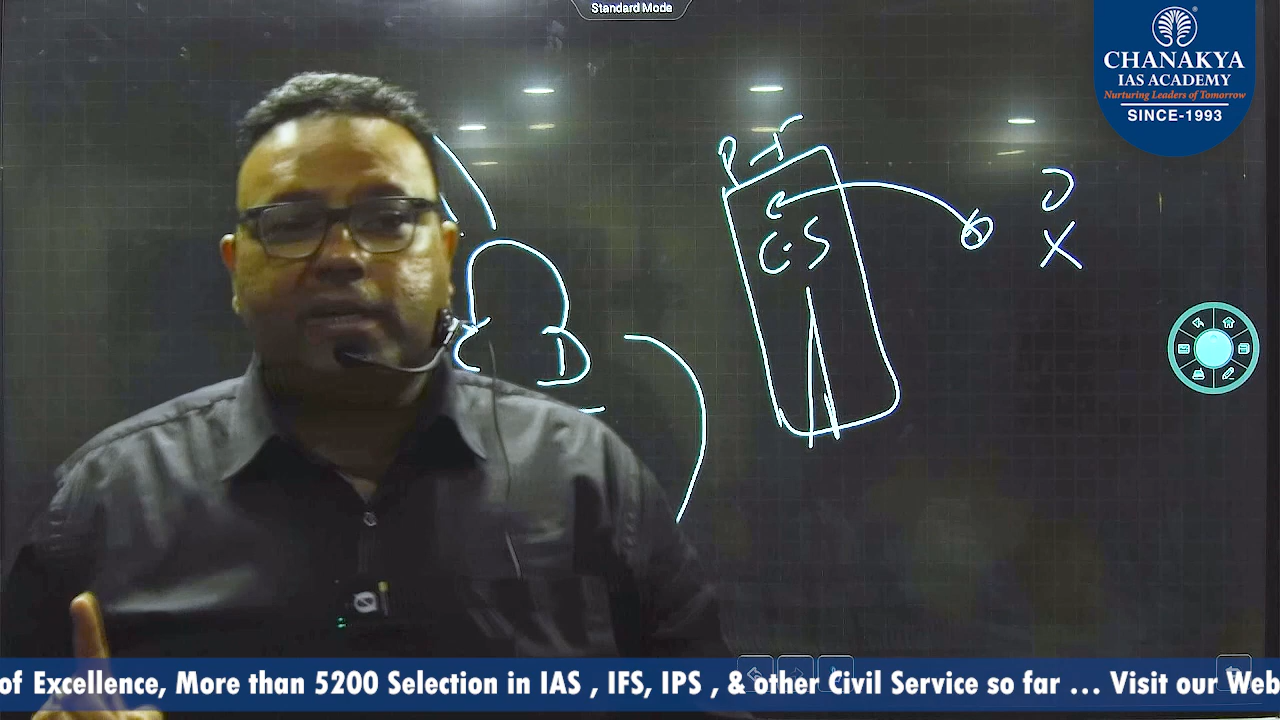 Standard Mode
CHANAKYA
IAS ACADEMY
Nurturing Leaders of Tomorrow
SINCE-1993
C.S
X
of Excellence, More than 5200 Selection in IAS , IFS, IPS , & other Civil Service so far ... Visit our Web